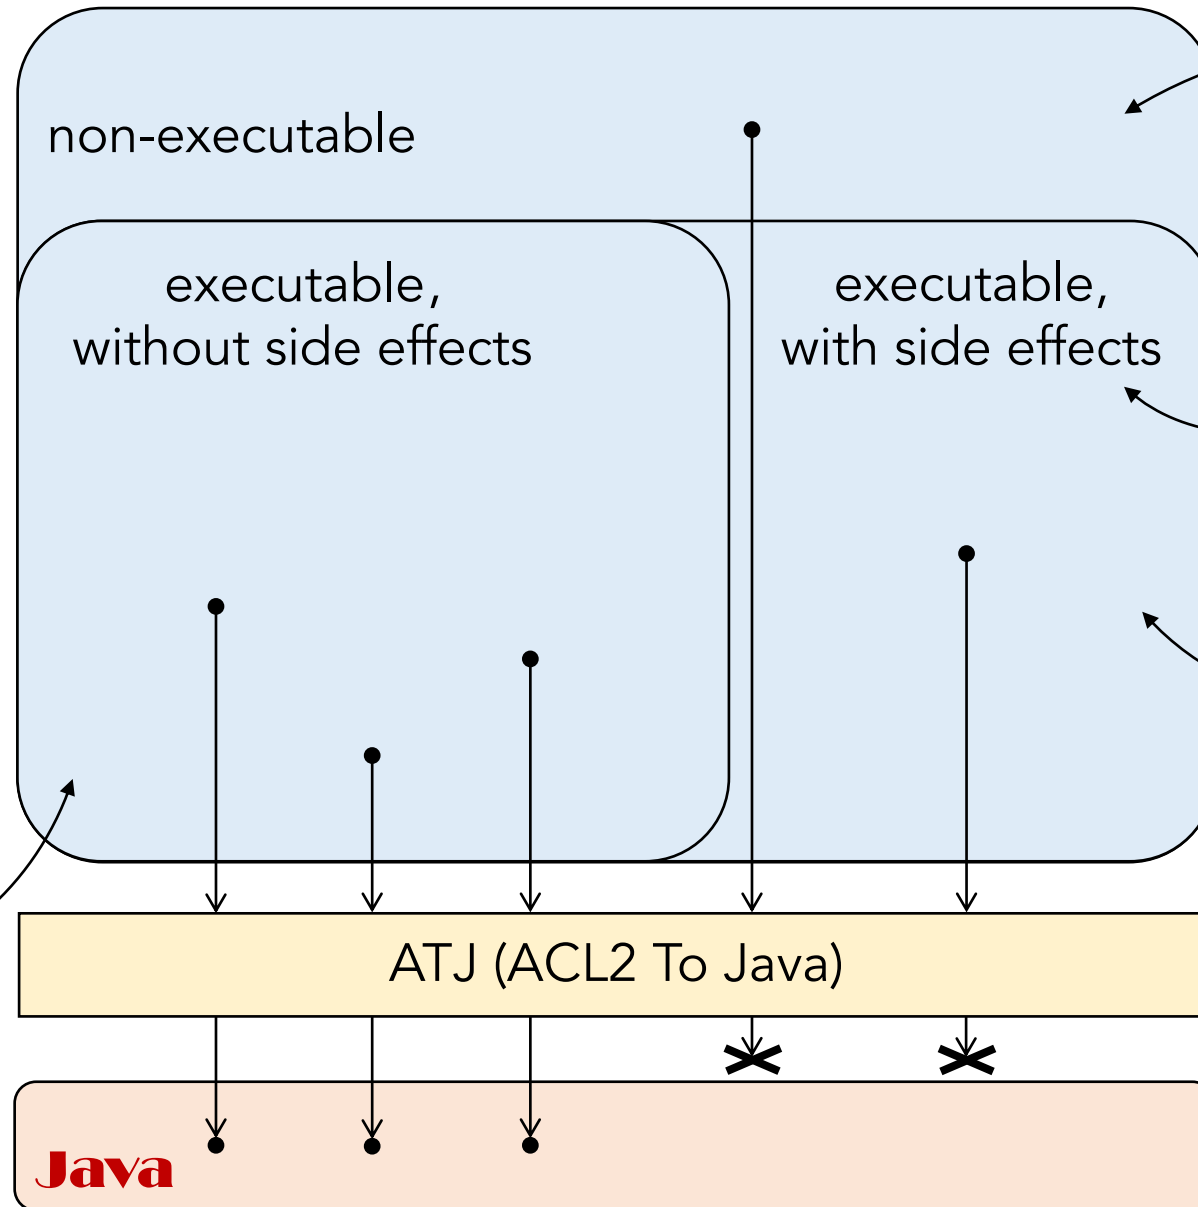 non-executable
executable,
without side effects
executable,
with side effects
ATJ (ACL2 To Java)
Java